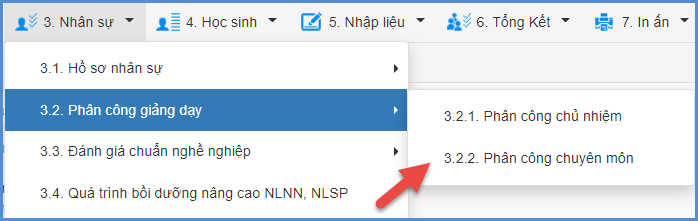 3. Nhân sự 4. Học sinh 5. Nhập liệu 6. Tổng Kết 7. In ấn
3.1. Hồ sơ nhân sự
3.2. Phân công giảng dạy
3.2.1. Phân công chủ nhiệm
3.2.2. Phân công chuyên môn
3.3. Đánh giá chuẩn nghề nghiệp
3.4. Quá trình bồi dưỡng nâng cao NLNN, NLSP